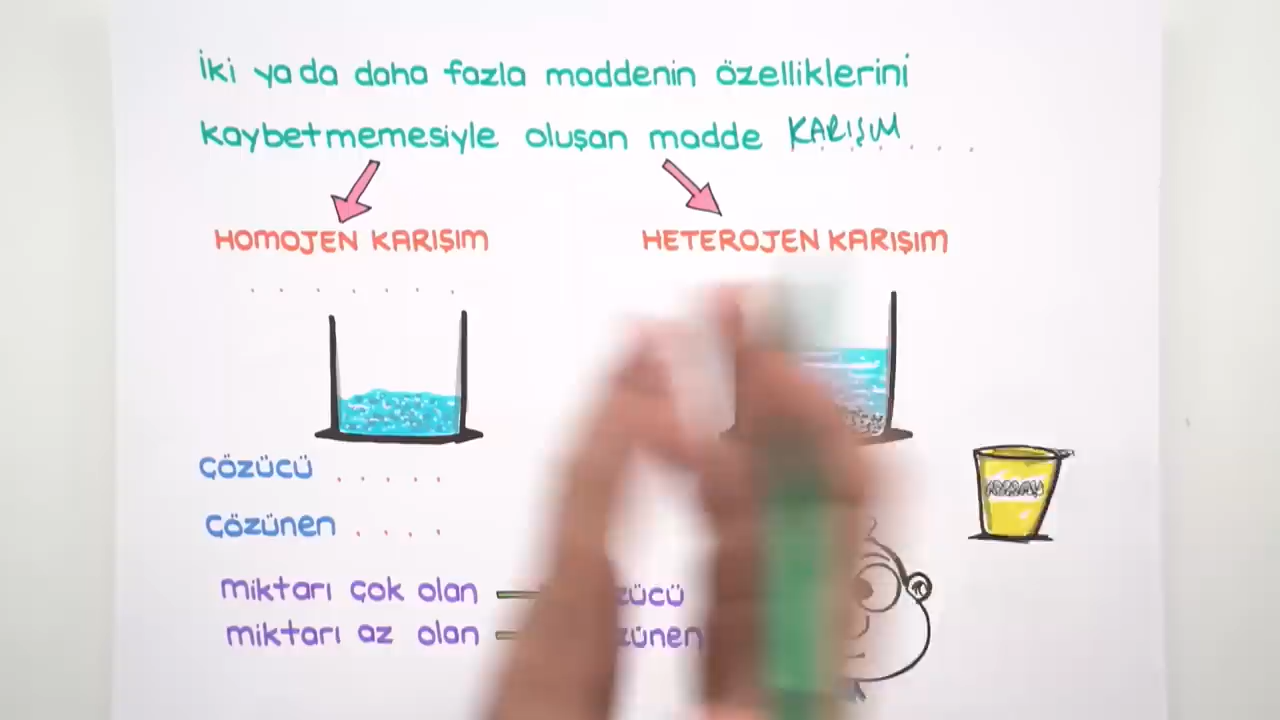 iki ya da daha fazla maddenin özelliklerini
kaybetmemesiyle oluşan madde KARIŞIM
HOMOJEN KARIŞIM
HETEROJEN KARIŞIM
ÇÖZÜCÜ
ÇÖZÜNEN
miktarı çok olan
miktarı az olan